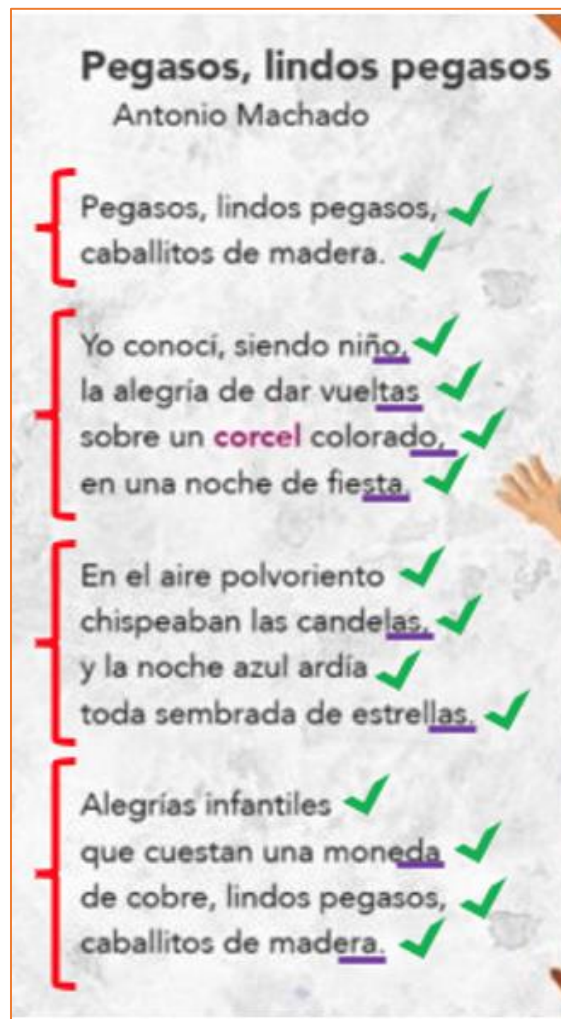 Pegasos, lindos pegasos
Antonio Machado
Pegasos, lindos pegasos,
caballitos de madera.
Yo conocí, siendo niño,
la alegría de dar vueltas
sobre un corcel colorado,
en una noche de fiesta.
En el aire polvoriento
chispeaban las candelas,
y la noche azul ardía
toda sembrada de estrellas.
Alegrías infantiles
que cuestan una moneda
de cobre, lindos pegasos,
caballitos de madera.